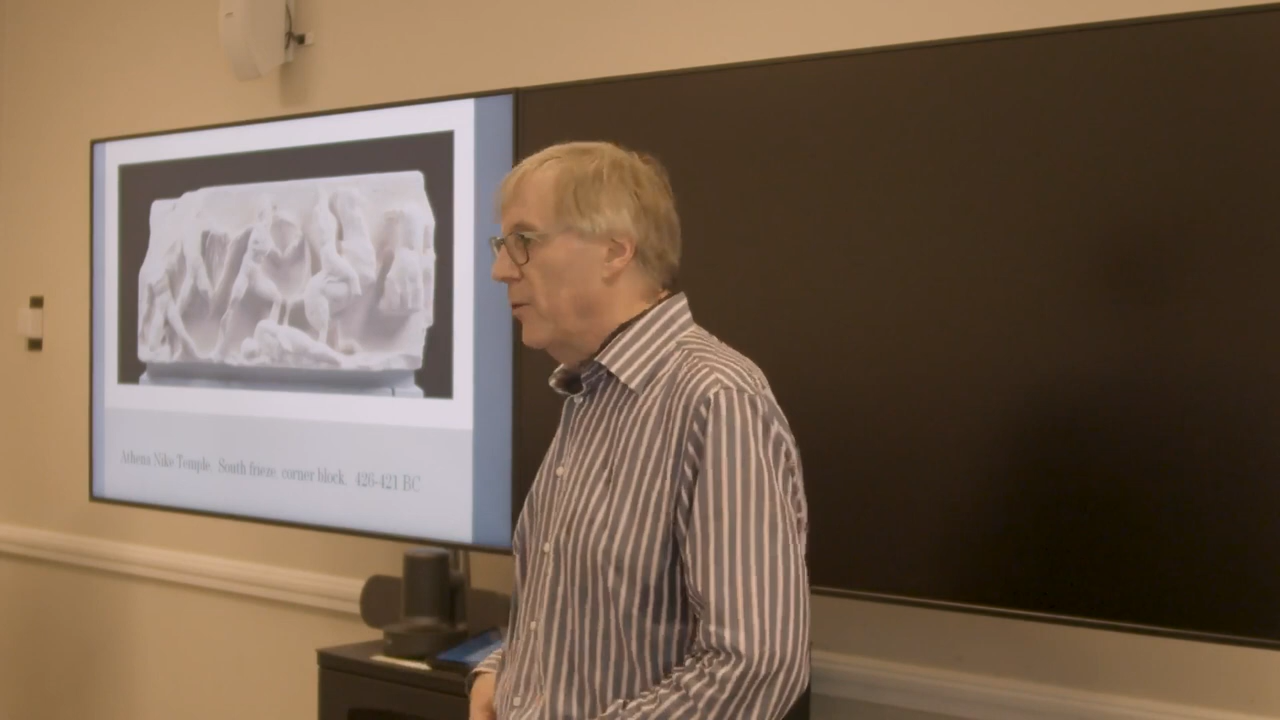 Athena Nike Temple. South frieze, corner block. 426-421 BC